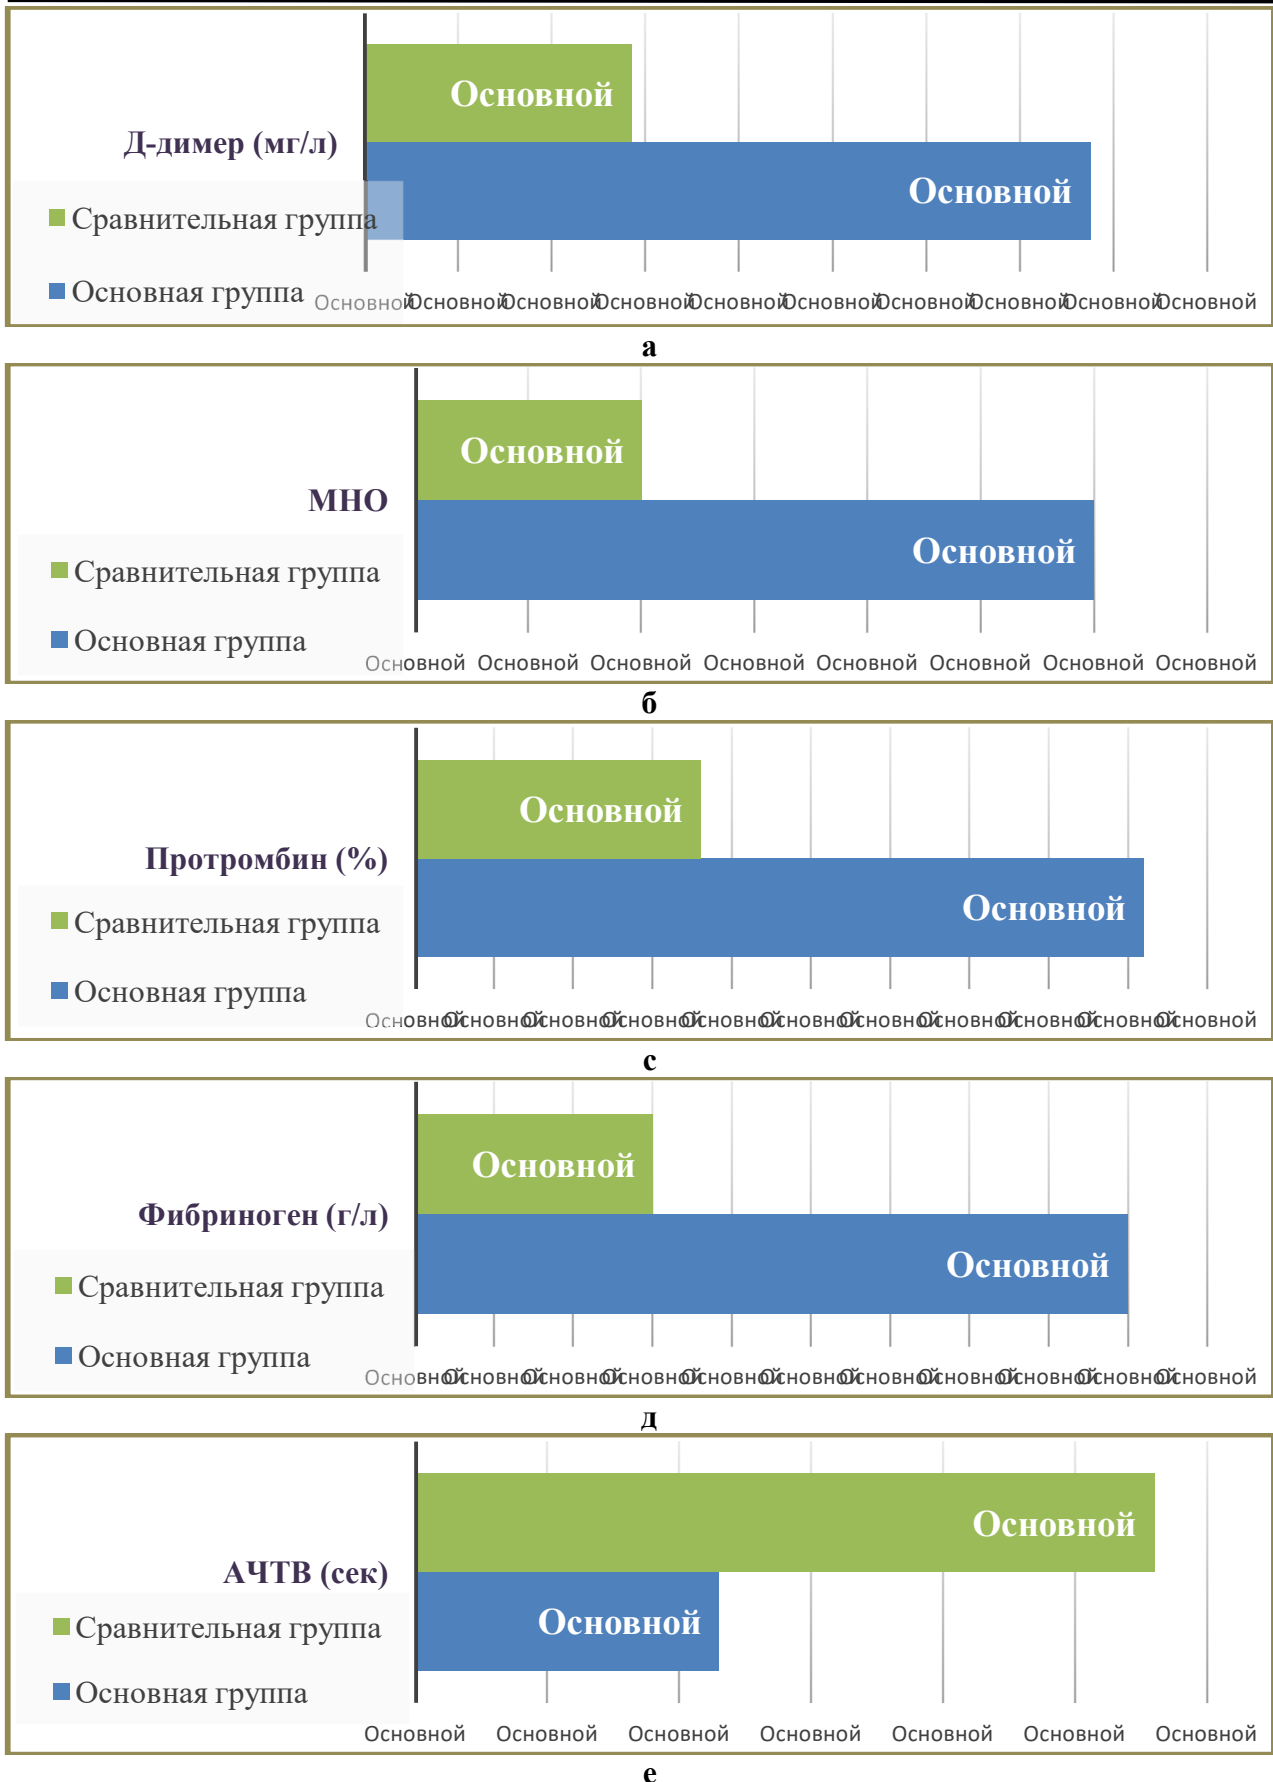 Основной
Д-димер (мг/л)
Основной
Сравнительная группа
Основная группа
Основной Основной Основной Основной Основной Основной Основной Основной Основной Основной
а
Основной
МНО
Основной
Сравнительная группа
Основная группа
Основной Основной Основной Основной Основной Основной Основной Основной
б
Основной
Протромбин (%)
Основной
Сравнительная группа
Основная группа
Основной Основной Основной Основной Основной Основной Основной Основной Основной Основной Основной
с
Основной
Фибриноген (г/л)
Основной
Сравнительная группа
Основная группа
Основной Основной Основной Основной Основной Основной Основной Основной Основной Основной Основной
д
Основной
АЧТВ (сек)
Основной
Сравнительная группа
Основная группа
Основной Основной Основной Основной Основной Основной Основной
е